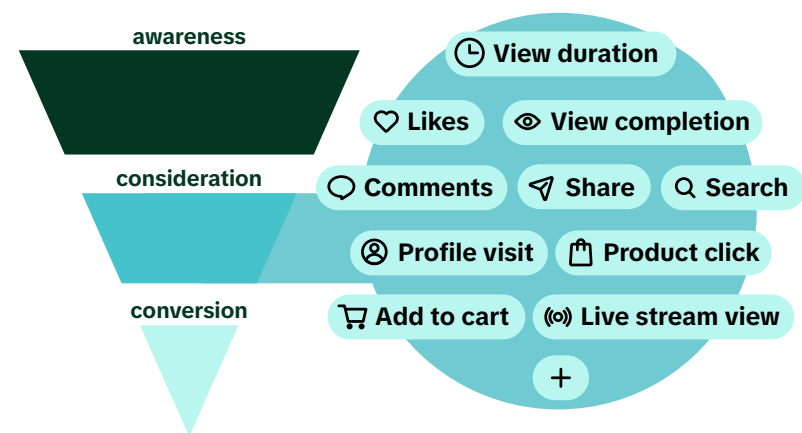 awareness
View duration
Likes
View completion
consideration
Comments
Share
Search
Profile visit
Product click
conversion
Add to cart
Live stream view
+